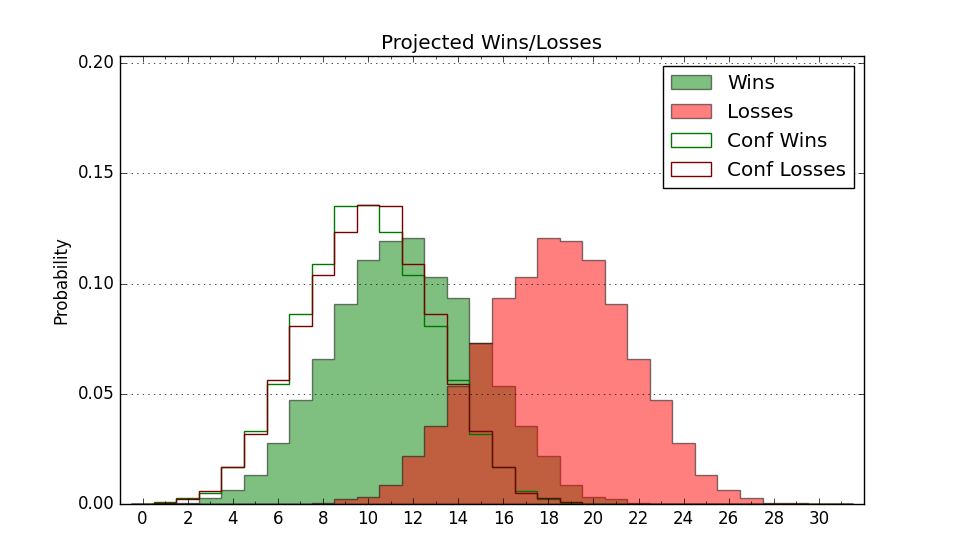 Projected Wins/Losses
0.20
0.15
0.10
0.05
0.00
Probability
Wins
Losses
Conf Wins
Conf Losses
0 2 4 6 8 10 12 14 16 18 20 22 24 26 28 30